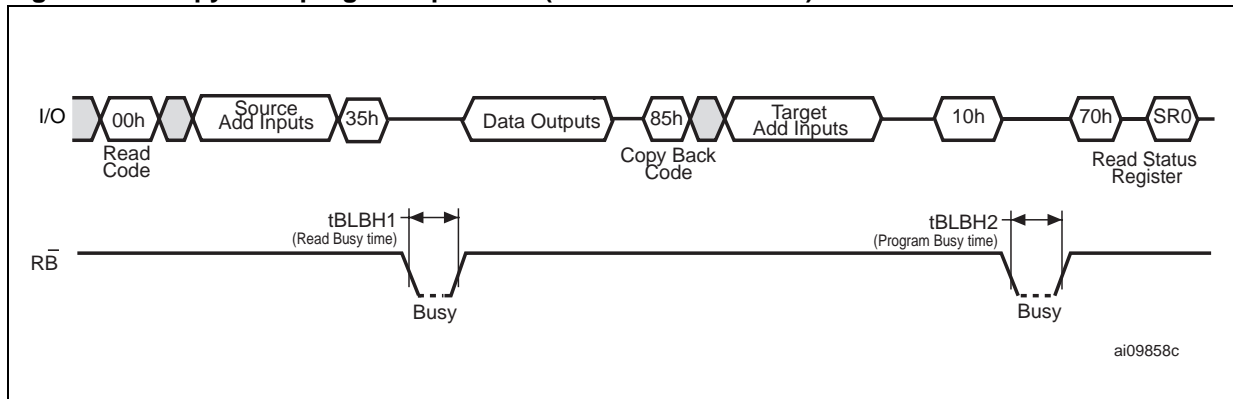 I/O 00h Source Add Inputs 35h Data Outputs 85h Target Add Inputs 10h 70h SR0
Read Code
Copy Back Code
Read Status Register
tBLBH1
(Read Busy time)
tBLBH2
(Program Busy time)
RB̅
Busy
Busy
ai09858c